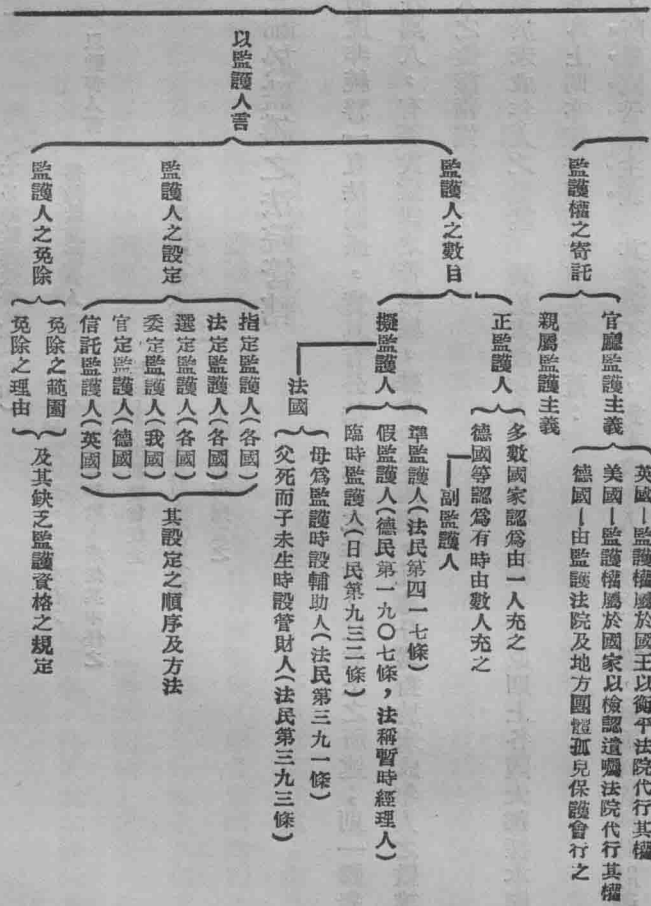 以監護人言
監護權之寄託
官廳監護主義
英國—監護權屬於國王以衡平法院代行其權
美國—監護權屬於國家以檢認遺囑法院代行其權
德國—由監護法院及地方團體孤兒保護會行之
親屬監護主義
監護人之數目
正監護人
多數國家認爲由一人充之
德國等認爲有時由數人充之
副監護人
擬監護人
準監護人(法民第四一七條)
假監護人(德民第一九〇七條，法稱暫時經理人)
臨時監護人(日民第九三二條)
法國
母爲監護時設輔助人(法民第三九一條)
父死而子未生時設管財人(法民第三九三條)
監護人之設定
指定監護人(各國)
法定監護人(各國)
選定監護人(各國)
委定監護人(我國)
官定監護人(德國)
信託監護人(英國)
其設定之順序及方法
監護人之免除
免除之範圍
免除之理由
及其缺乏監護資格之規定